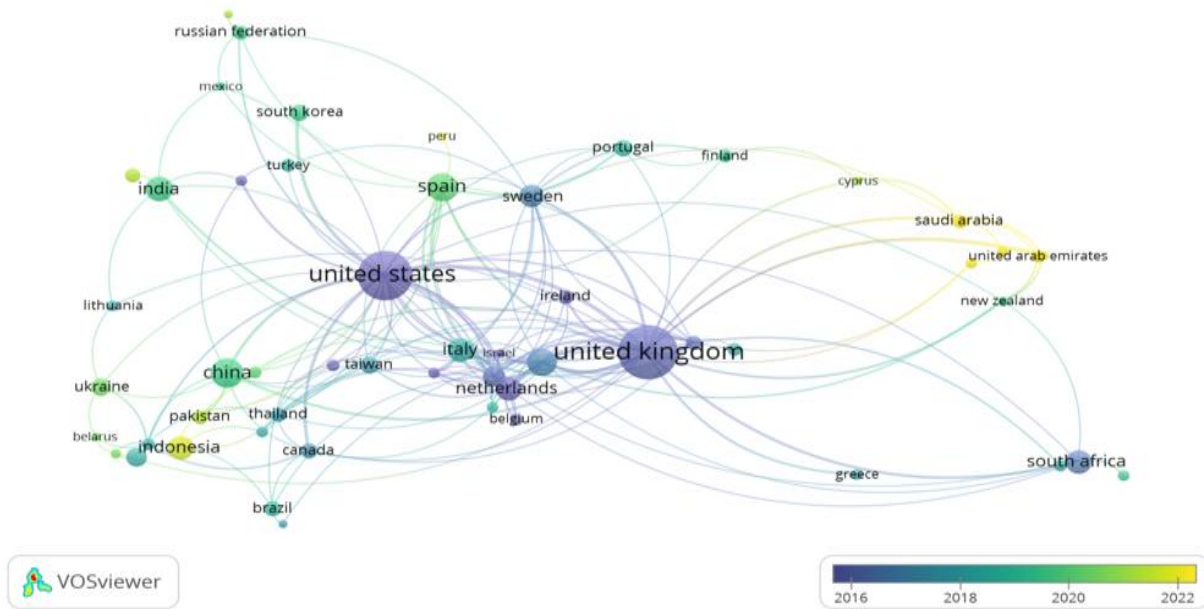 russian federation
mexico
south korea
peru
portugal
finland
turkey
india
spain
sweden
cyprus
saudi arabia
united arab emirates
united states
ireland
new zealand
lithuania
italy
israel
united kingdom
taiwan
china
ukraine
netherlands
pakistan
thailand
belgium
belarus
indonesia
canada
south africa
greece
brazil
VOSviewer
2016 2018 2020 2022